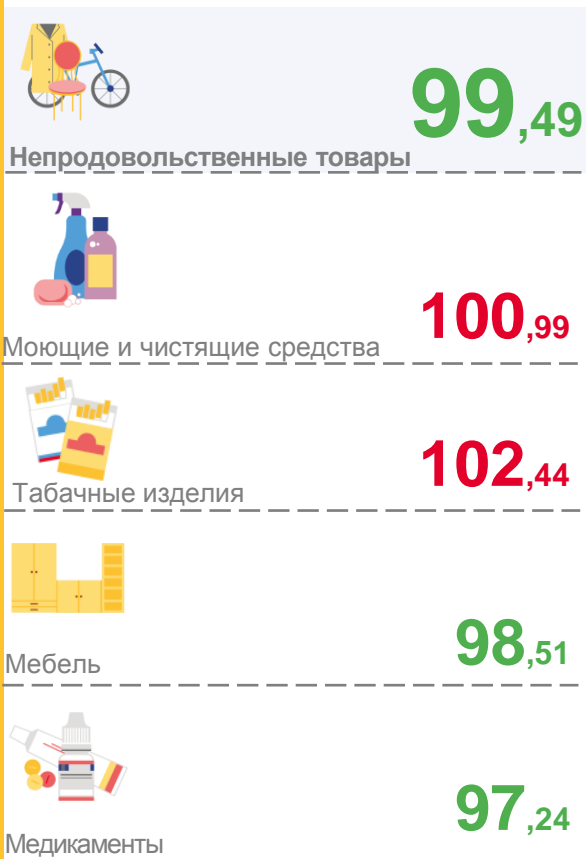 99,49
Непродовольственные товары
100,99
Моющие и чистящие средства
102,44
Табачные изделия
98,51
Мебель
97,24
Медикаменты